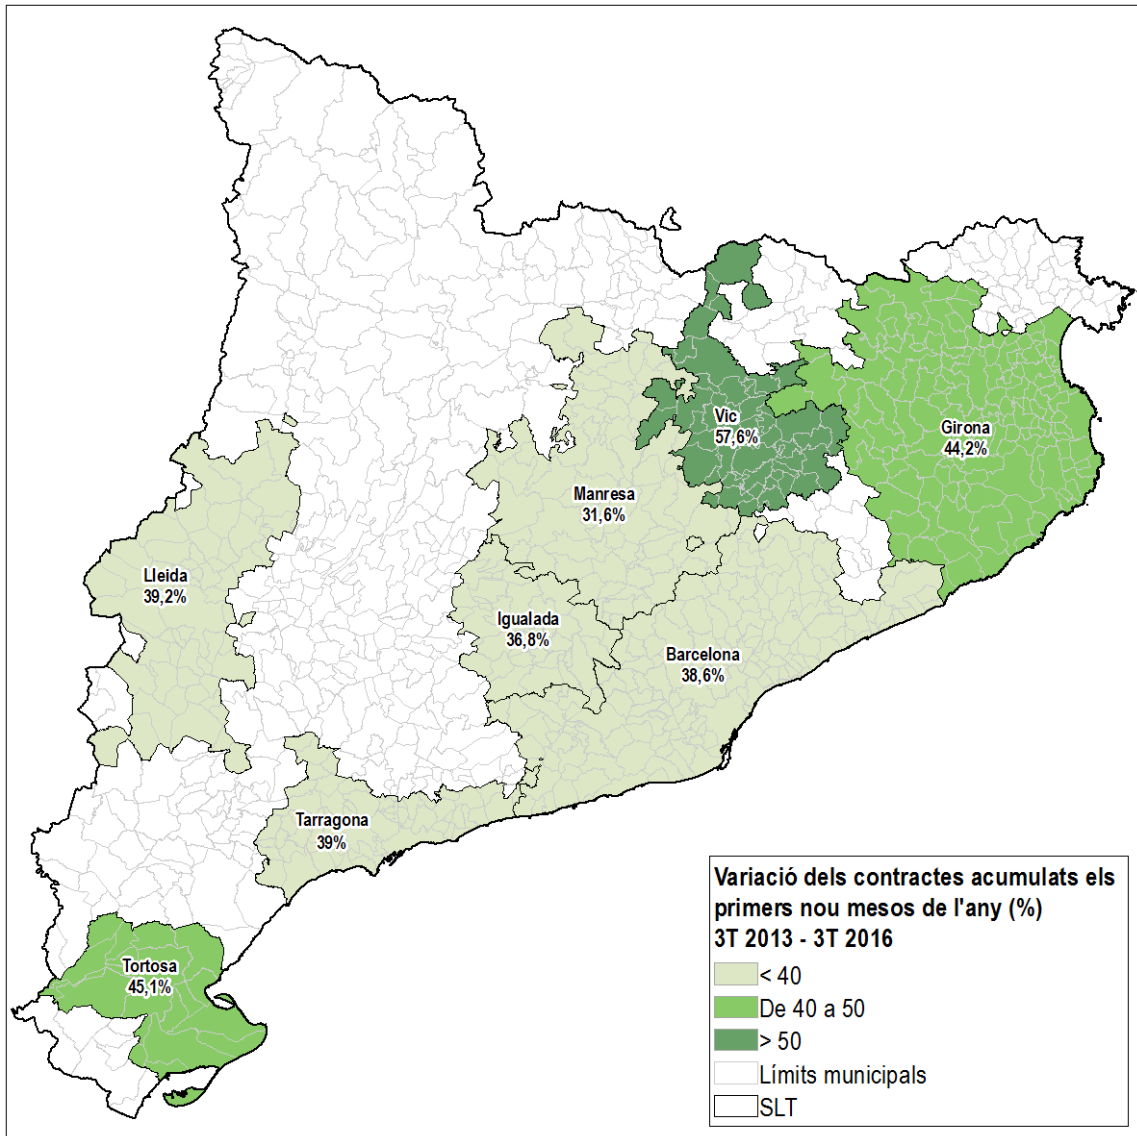 Vic
57,6%
Girona
44,2%
Manresa
31,6%
Lleida
39,2%
Igualada
36,8%
Barcelona
38,6%
Tarragona
39%
Tortosa
45,1%
Variació dels contractes acumulats els
primers nou mesos de l'any (%)
3T 2013 - 3T 2016
< 40
De 40 a 50
> 50
Límits municipals
SLT